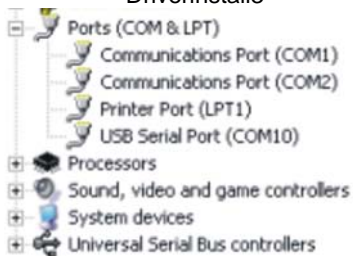 Ports (COM & LPT)
Communications Port (COM1)
Communications Port (COM2)
Printer Port (LPT1)
USB Serial Port (COM10)
Processors
Sound, video and game controllers
System devices
Universal Serial Bus controllers